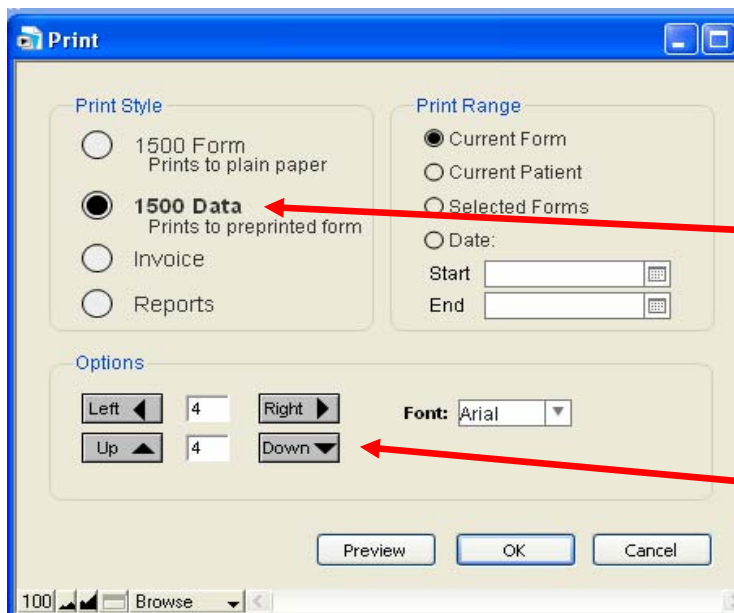 Print
Print Style
1500 Form
Prints to plain paper
1500 Data
Prints to preprinted form
Invoice
Reports
Print Range
Current Form
Current Patient
Selected Forms
Date:
Start
End
Options
Left 4 Right
Up 4 Down
Font: Arial
Preview OK Cancel
100 Browse